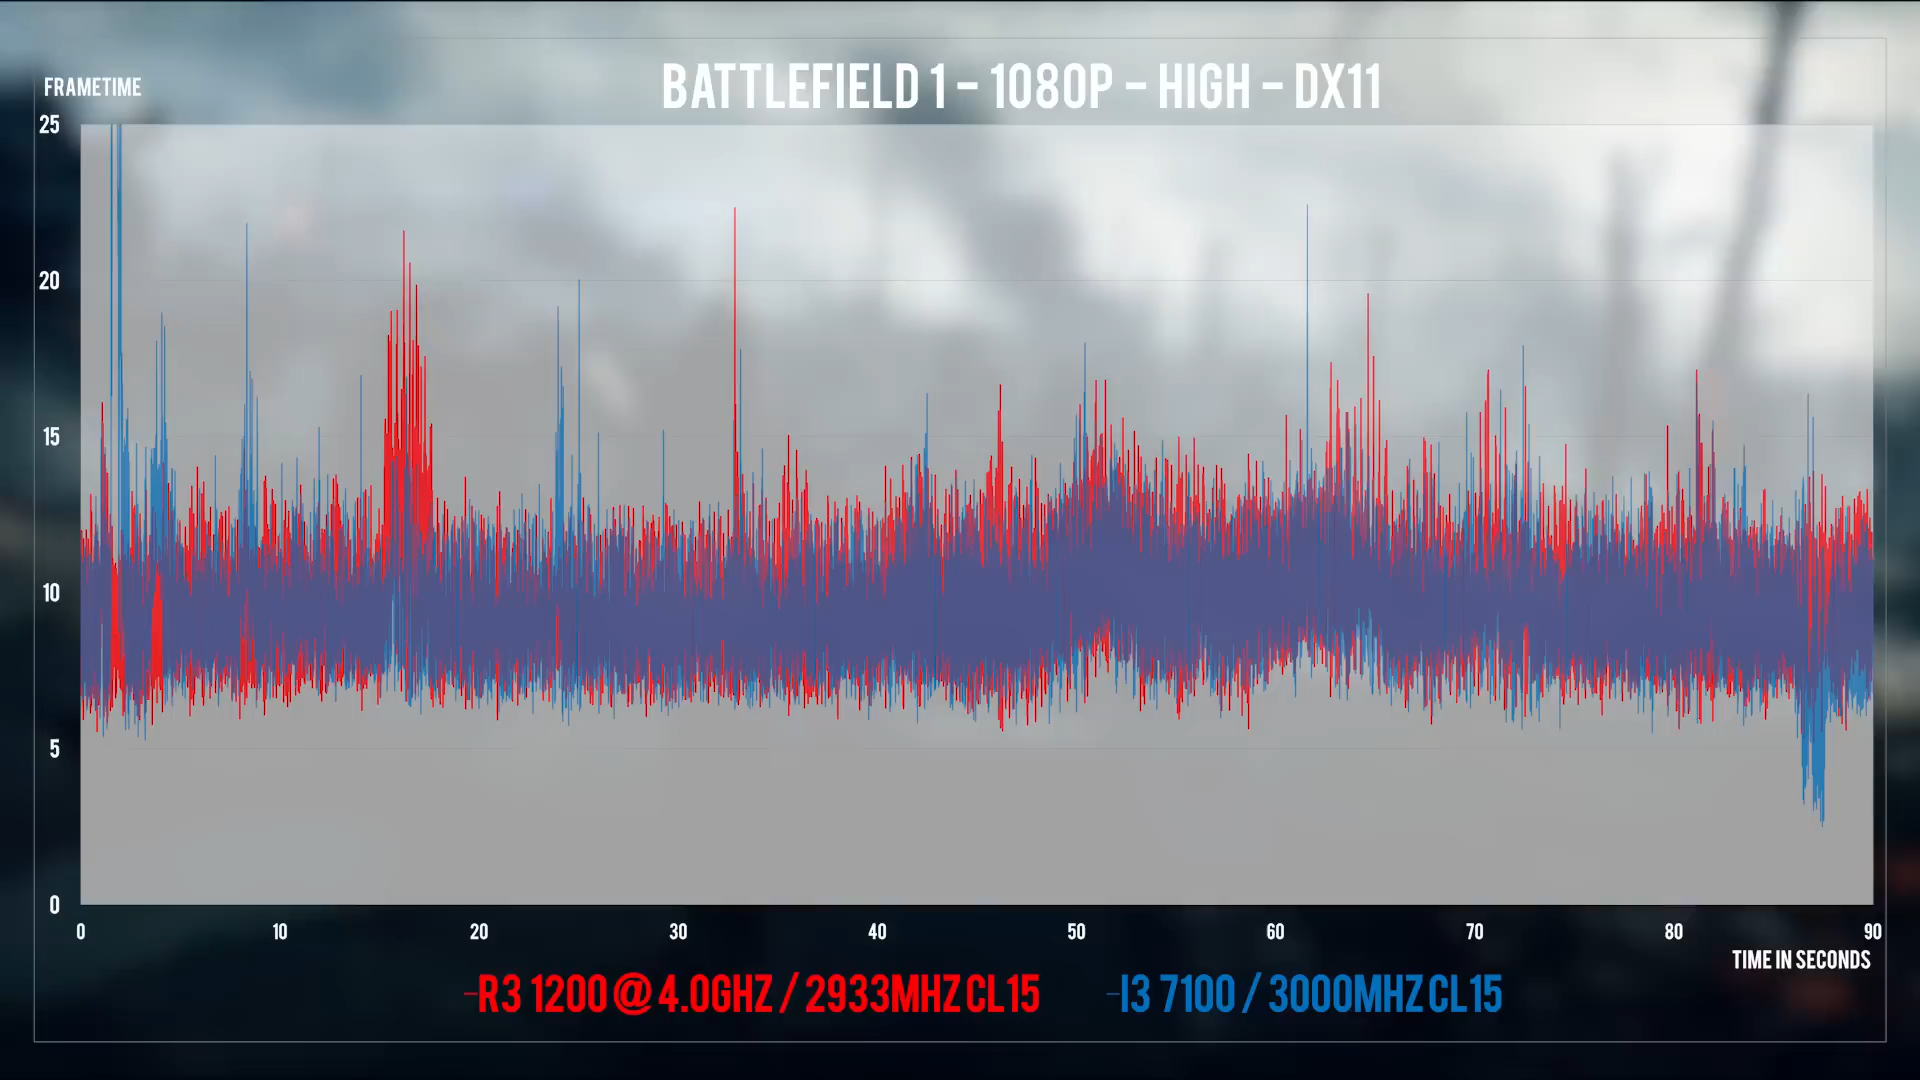 BATTLEFIELD 1 - 1080P - HIGH - DX11
FRAMETIME
25
20
15
10
5
0
0 10 20 30 40 50 60 70 80 90
TIME IN SECONDS
R3 1200 @ 4.0GHZ / 2933MHZ CL15
I3 7100 / 3000MHZ CL15